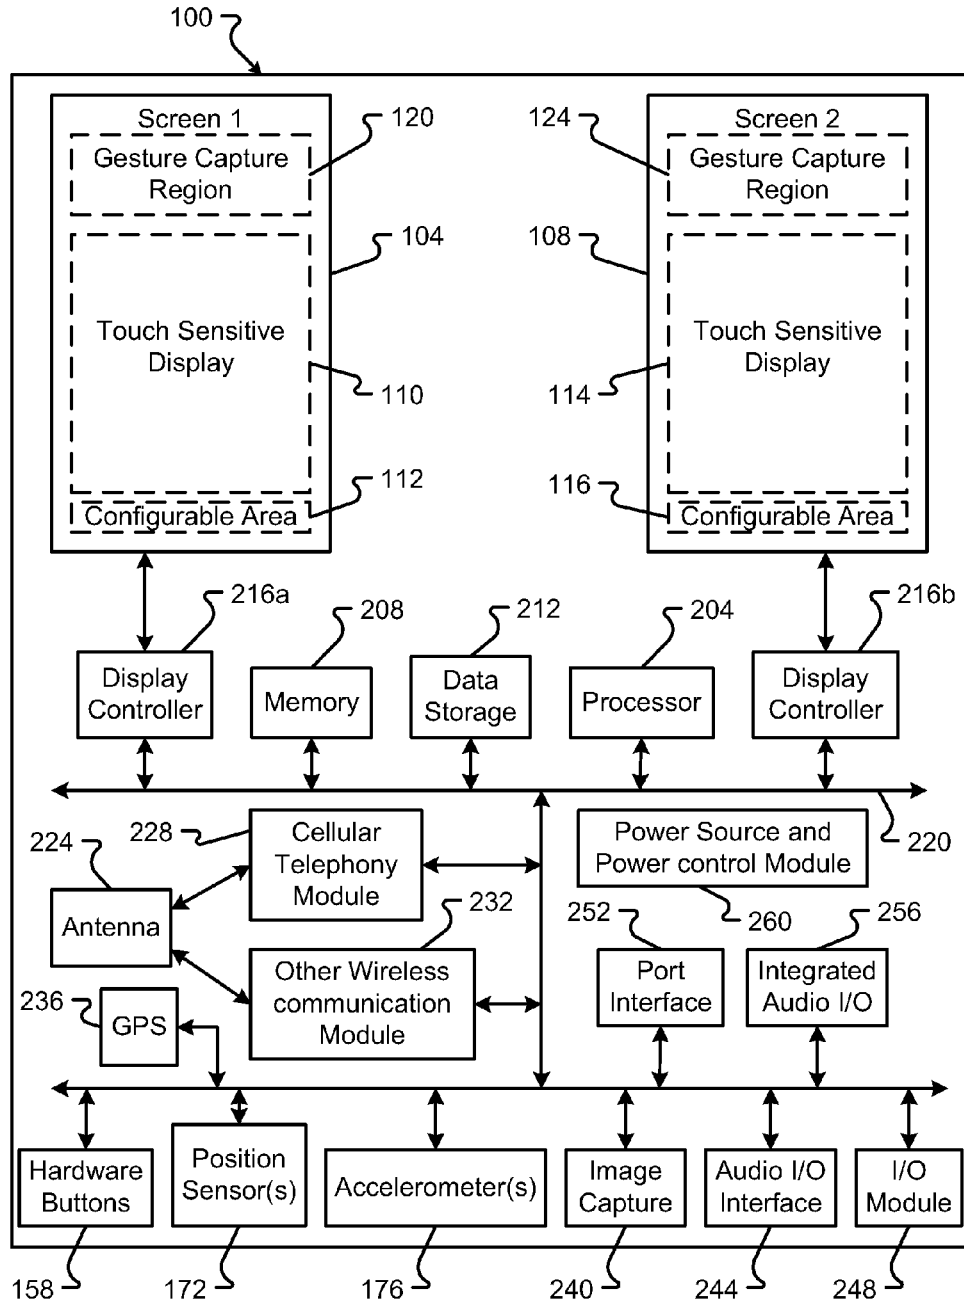 100
Screen 1
Gesture Capture
Region
120
104
Touch Sensitive
Display
110
112
Configurable Area
Screen 2
124
Gesture Capture
Region
108
Touch Sensitive
Display
114
116
Configurable Area
216a
208
212
204
216b
Display
Controller
Memory
Data
Storage
Processor
Display
Controller
220
228
Cellular
Telephony
Module
Power Source and
Power control Module
224
Antenna
232
Other Wireless
communication
Module
260
252
256
Port
Interface
Integrated
Audio I/O
236
GPS
Hardware
Buttons
Position
Sensor(s)
Accelerometer(s)
Image
Capture
Audio I/O
Interface
I/O
Module
158
172
176
240
244
248